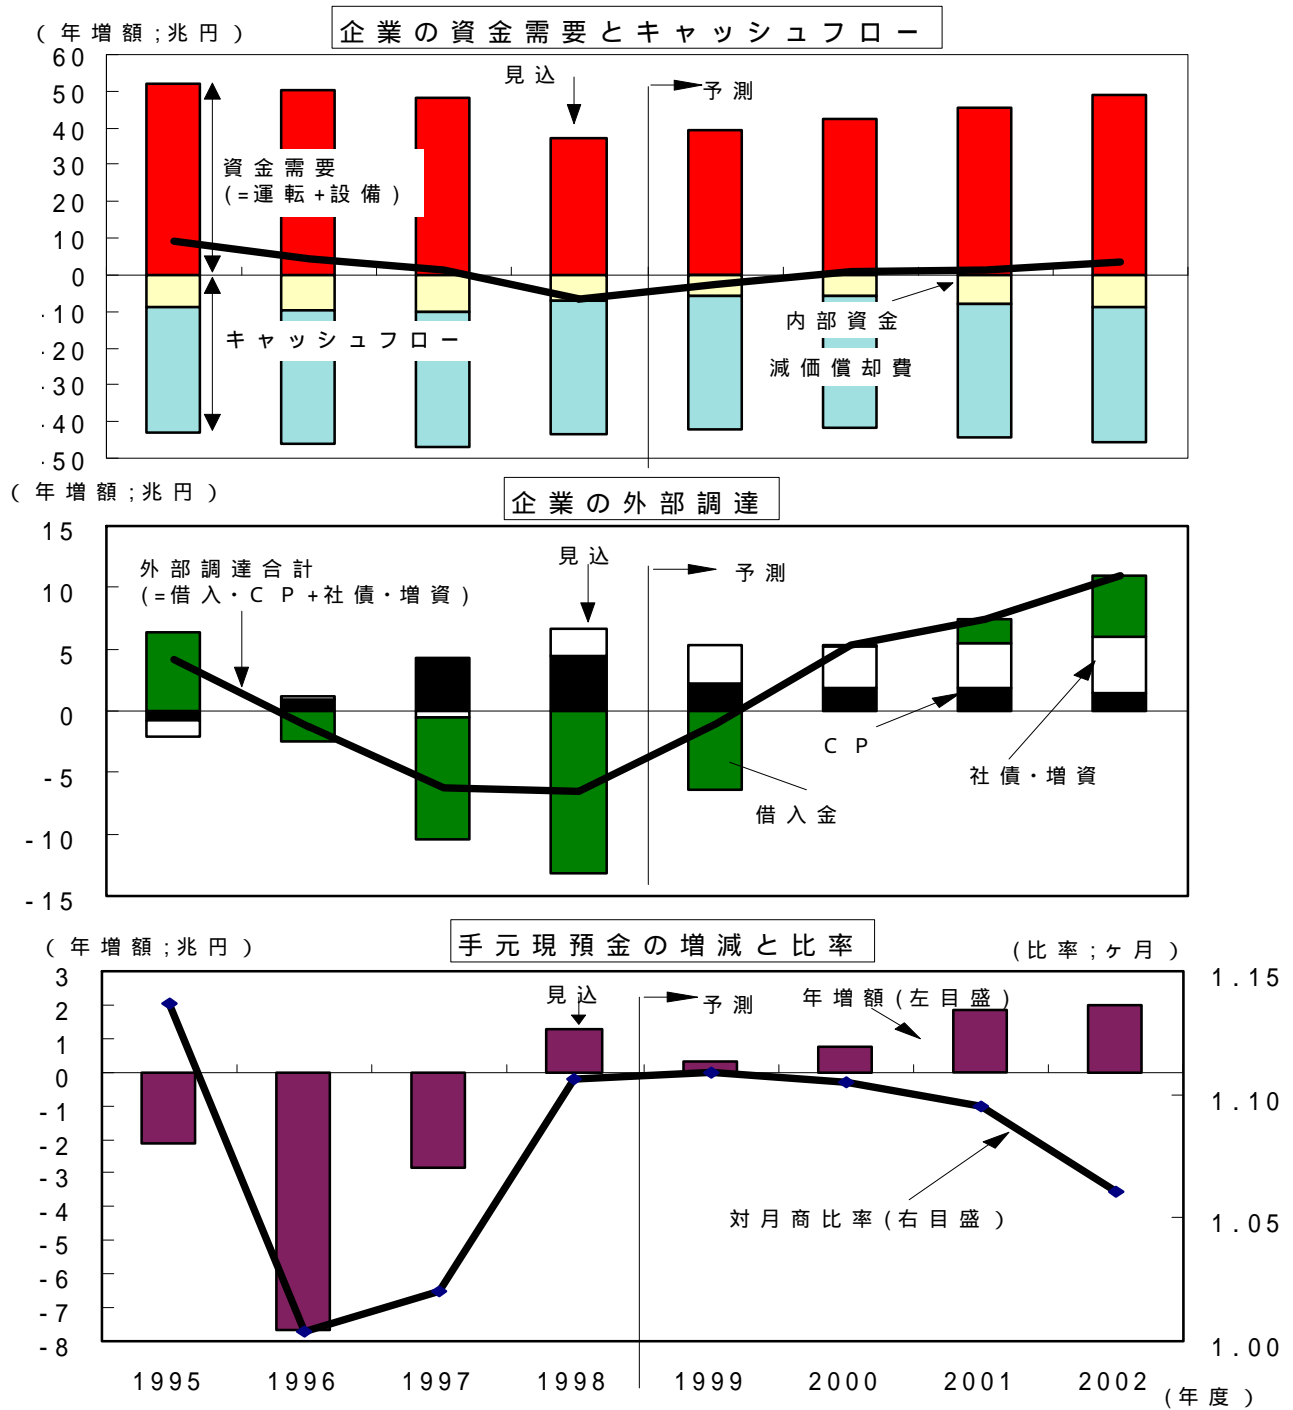 企業の資金需要とキャッシュフロー
(年増額;兆円)
60
50
40
30
20
10
0
-10
-20
-30
-40
-50
見込
予測
資金需要
(=運転+設備)
キャッシュフロー
内部資金
減価償却費
企業の外部調達
(年増額;兆円)
15
10
5
0
-5
-10
-15
外部調達合計
(=借入・CP+社債・増資)
見込
予測
CP
社債・増資
借入金
手元現預金の増減と比率
(年増額;兆円)
(比率;ヶ月)
3
2
1
0
-1
-2
-3
-4
-5
-6
-7
-8
1.15
1.10
1.05
1.00
見込
予測
年増額(左目盛)
対月商比率(右目盛)
1995 1996 1997 1998 1999 2000 2001 2002
(年度)